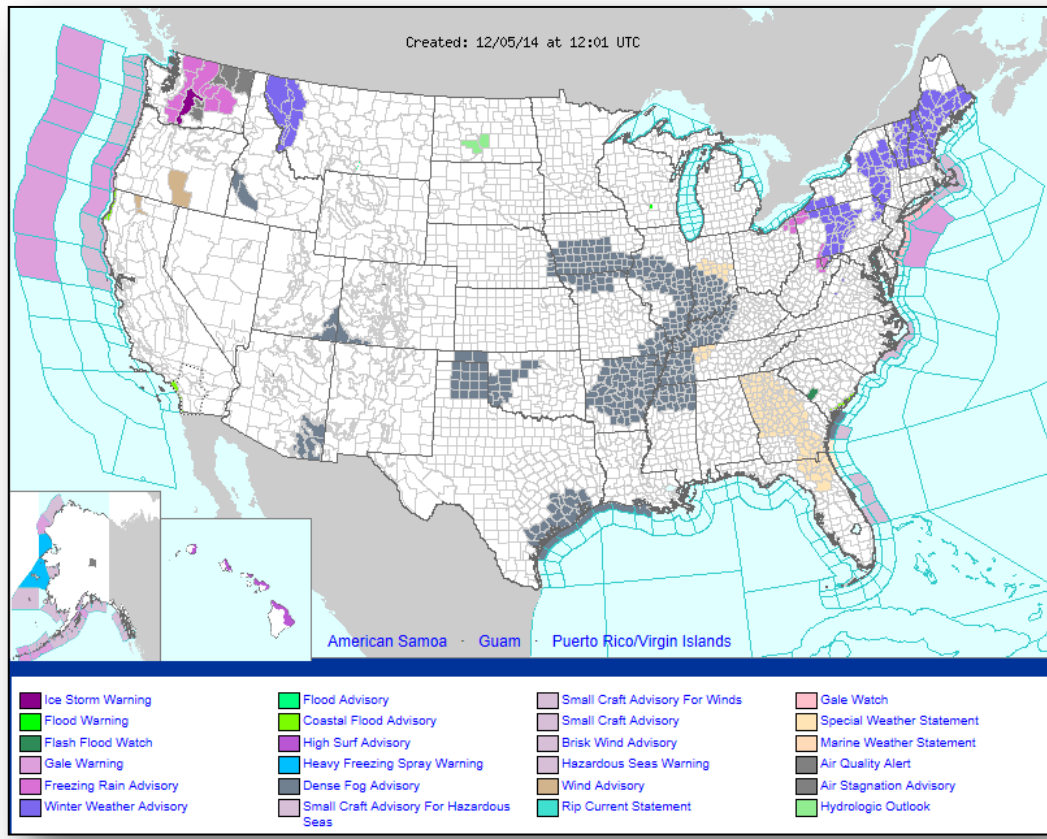 Created: 12/05/14 at 12:01 UTC
American Samoa · Guam · Puerto Rico/Virgin Islands
Ice Storm Warning
Flood Warning
Flash Flood Watch
Gale Warning
Freezing Rain Advisory
Winter Weather Advisory
Flood Advisory
Coastal Flood Advisory
High Surf Advisory
Heavy Freezing Spray Warning
Dense Fog Advisory
Small Craft Advisory For Hazardous
Seas
Small Craft Advisory For Winds
Small Craft Advisory
Brisk Wind Advisory
Hazardous Seas Warning
Wind Advisory
Rip Current Statement
Gale Watch
Special Weather Statement
Marine Weather Statement
Air Quality Alert
Air Stagnation Advisory
Hydrologic Outlook